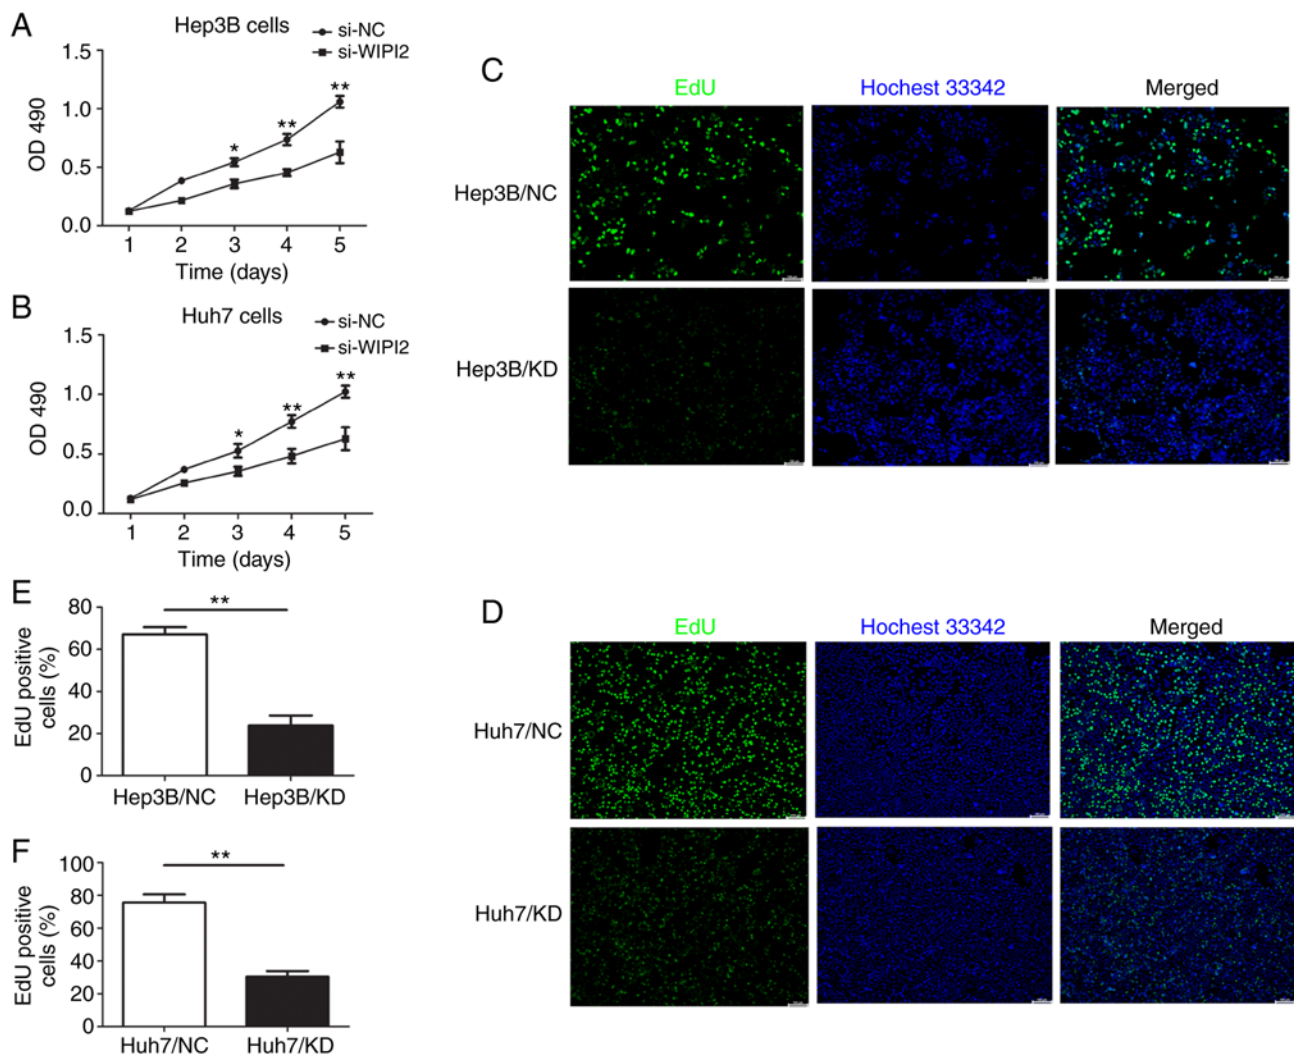 A
Hep3B cells
si-NC
si-WIPI2
1.5
1.0
0.5
0.0
OD 490
*
**
**
1 2 3 4 5
Time (days)
B
Huh7 cells
si-NC
si-WIPI2
1.5
1.0
0.5
0.0
OD 490
*
**
**
1 2 3 4 5
Time (days)
C
EdU Hochest 33342 Merged
Hep3B/NC
Hep3B/KD
D
EdU Hochest 33342 Merged
Huh7/NC
Huh7/KD
E
80
60
40
20
0
EdU positive
cells (%)
**
Hep3B/NC Hep3B/KD
F
100
80
60
40
20
0
EdU positive
cells (%)
**
Huh7/NC Huh7/KD